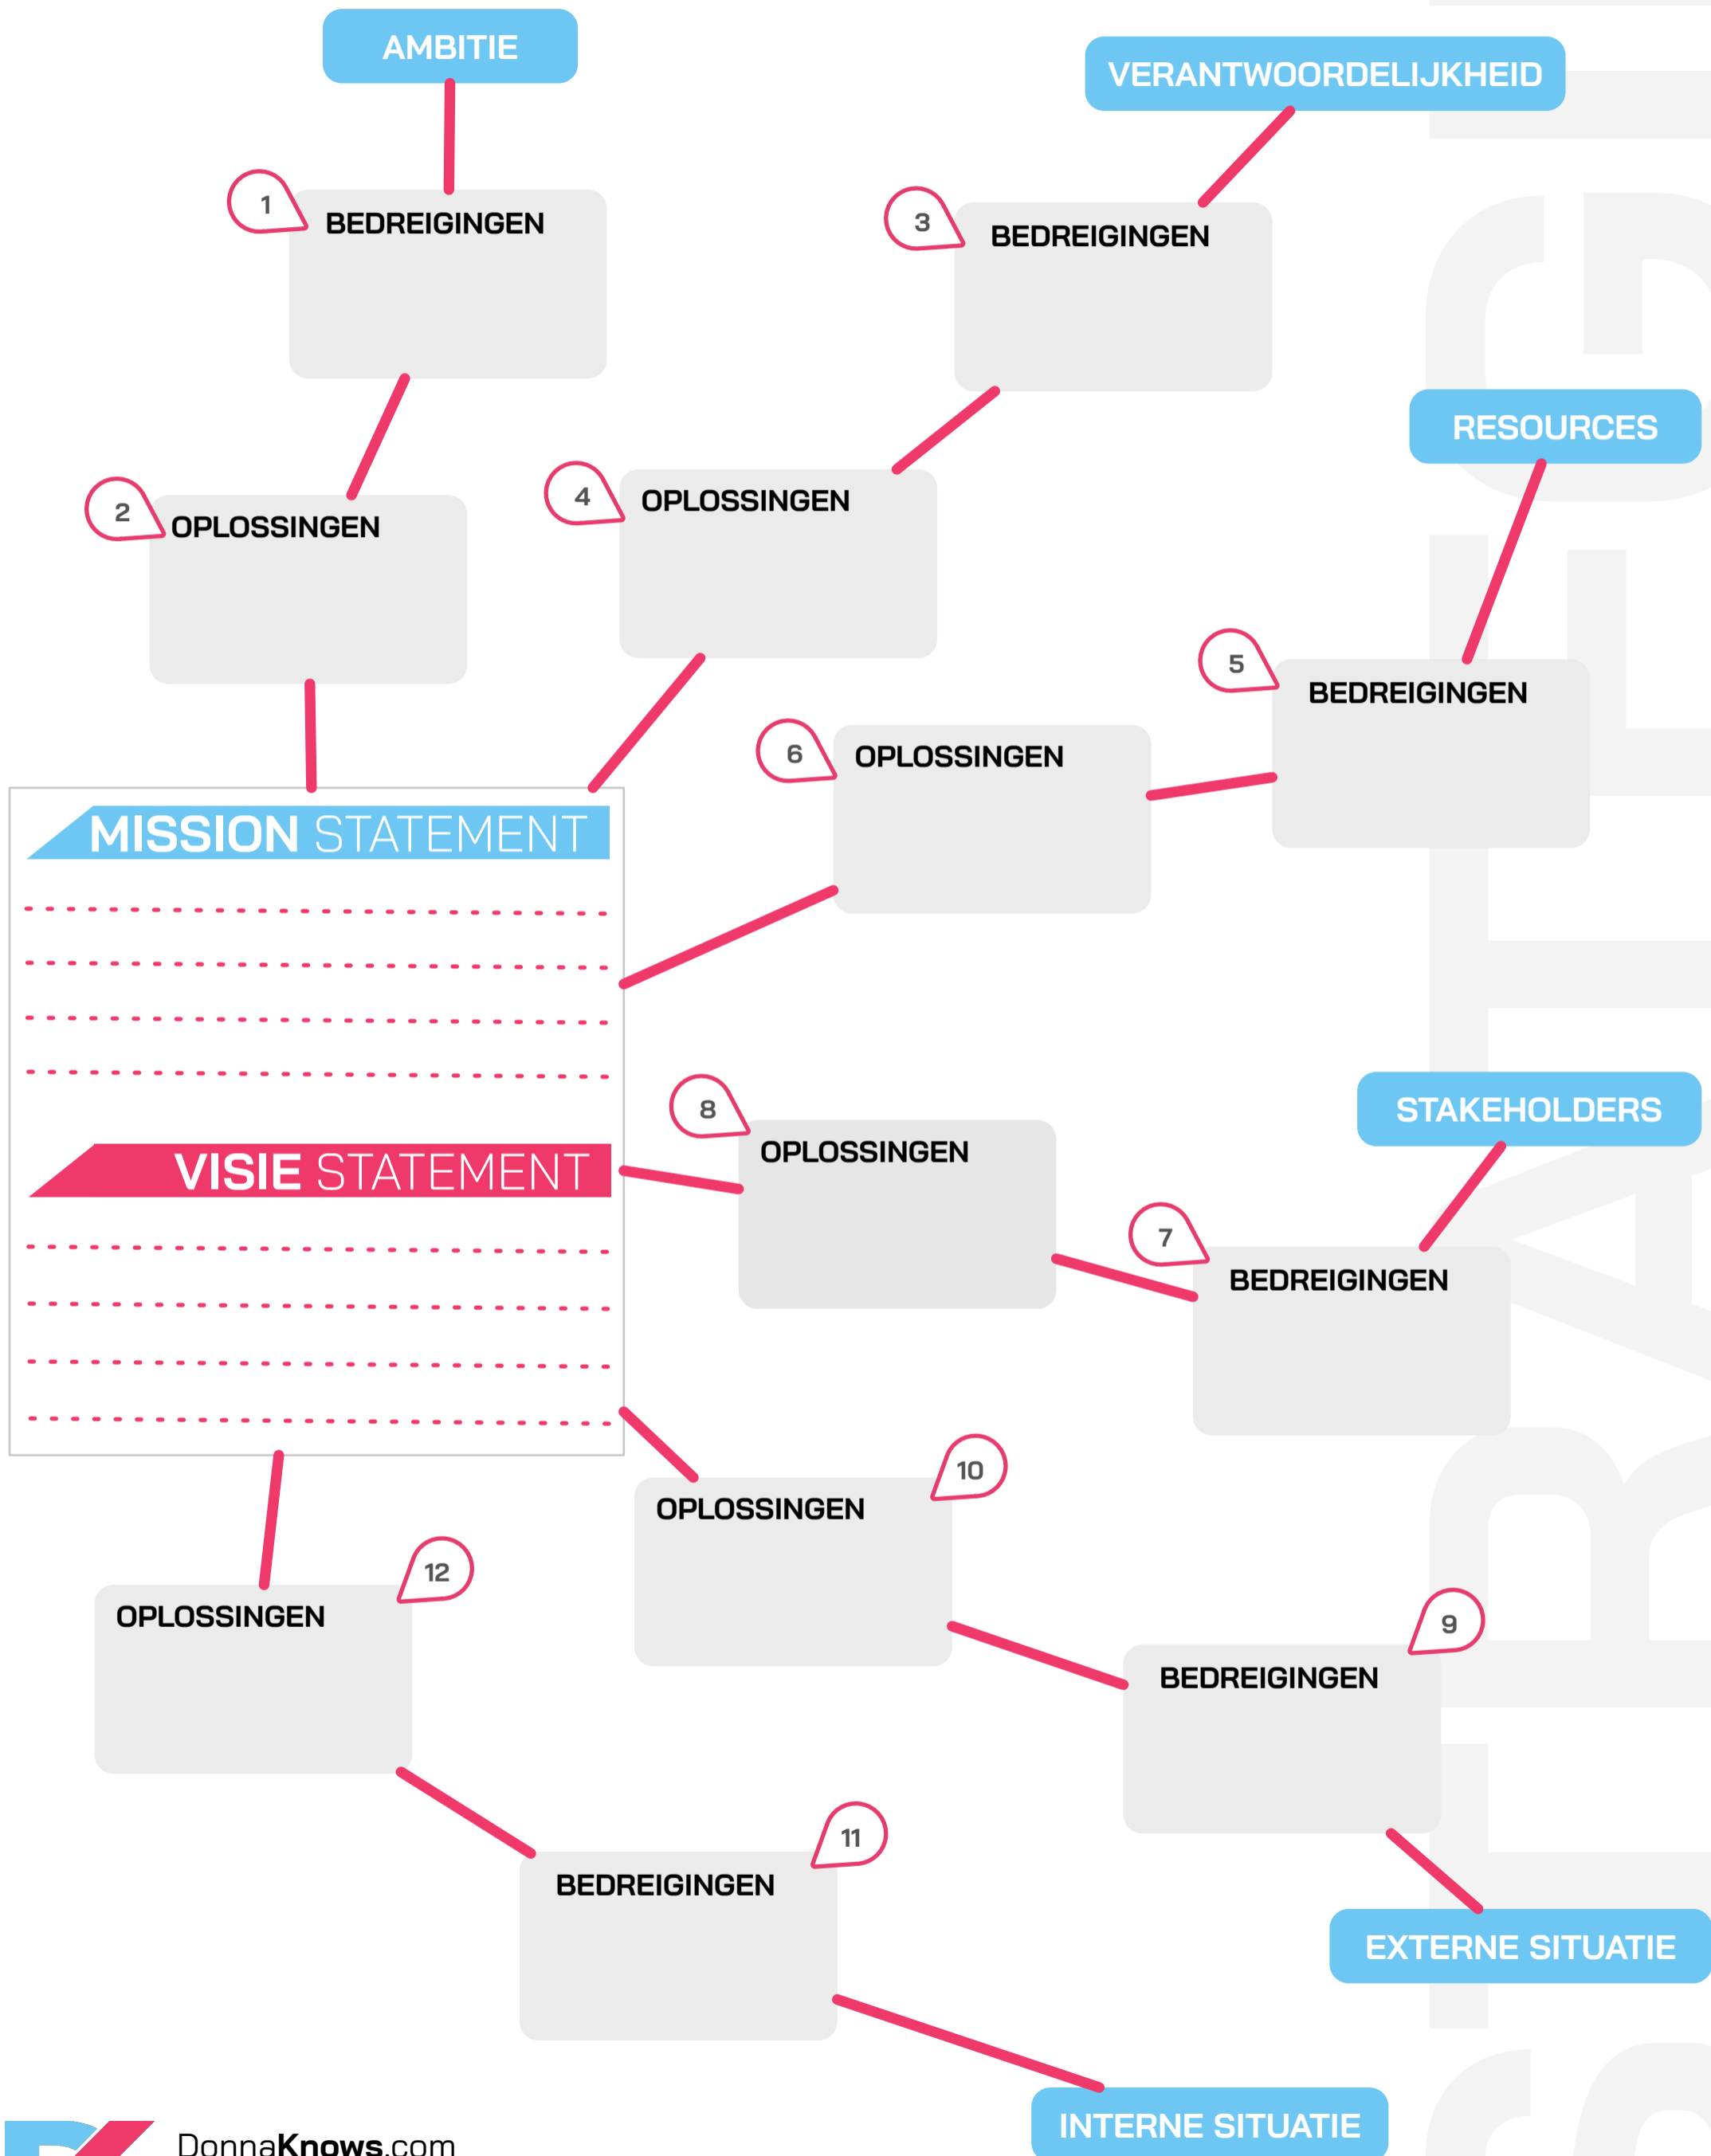 AMBITIE
VERANTWOORDELIJKHEID
1
BEDREIGINGEN
3
BEDREIGINGEN
RESOURCES
2
OPLOSSINGEN
4
OPLOSSINGEN
5
BEDREIGINGEN
6
OPLOSSINGEN
MISSION STATEMENT
STAKEHOLDERS
8
OPLOSSINGEN
VISIE STATEMENT
7
BEDREIGINGEN
10
OPLOSSINGEN
12
OPLOSSINGEN
9
BEDREIGINGEN
11
BEDREIGINGEN
EXTERNE SITUATIE
INTERNE SITUATIE
DonnaKnows.com